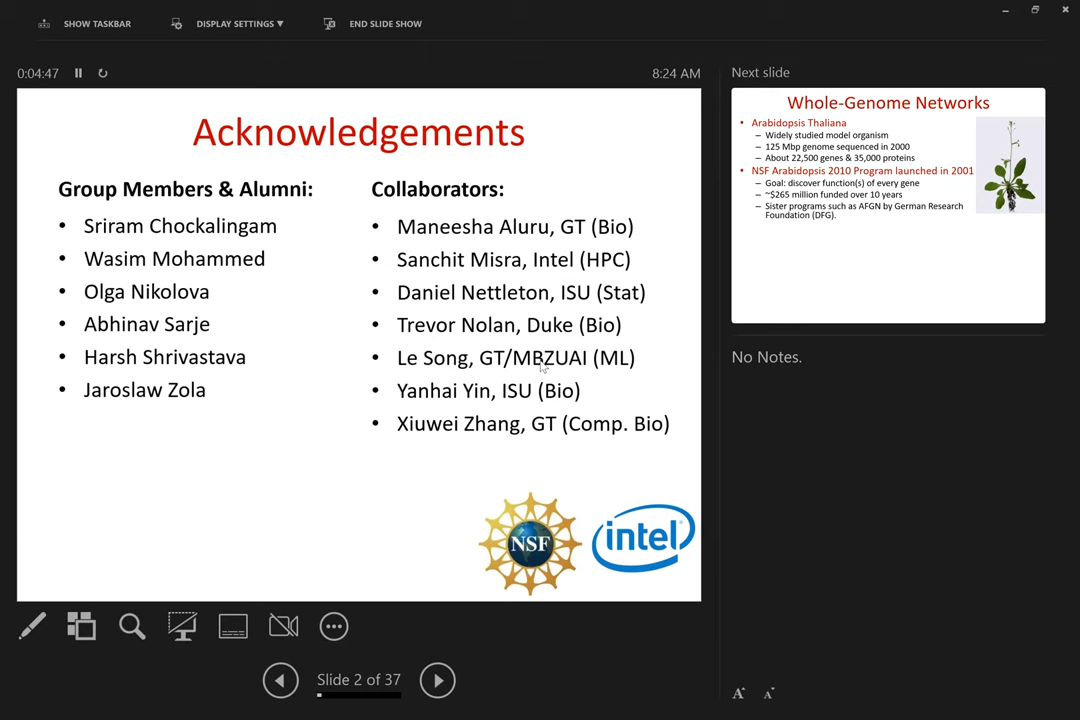 SHOW TASKBAR
DISPLAY SETTINGS ▼
END SLIDE SHOW
0:04:47
8:24 AM
Acknowledgements
Group Members & Alumni:
• Sriram Chockalingam
• Wasim Mohammed
• Olga Nikolova
• Abhinav Sarje
• Harsh Shrivastava
• Jaroslaw Zola
Collaborators:
• Maneesha Aluru, GT (Bio)
• Sanchit Misra, Intel (HPC)
• Daniel Nettleton, ISU (Stat)
• Trevor Nolan, Duke (Bio)
• Le Song, GT/MBZUAI (ML)
• Yanhai Yin, ISU (Bio)
• Xiuwei Zhang, GT (Comp. Bio)
NSF
intel®
Slide 2 of 37
Next slide
Whole-Genome Networks
• Arabidopsis Thaliana
– Widely studied model organism
– 125 Mbp genome sequenced in 2000
– About 22,500 genes & 35,000 proteins
• NSF Arabidopsis 2010 Program launched in 2001
– Goal: discover function(s) of every gene
– ~$265 million funded over 10 years
– Sister programs such as AFGN by German Research
Foundation (DFG).
No Notes.
A A